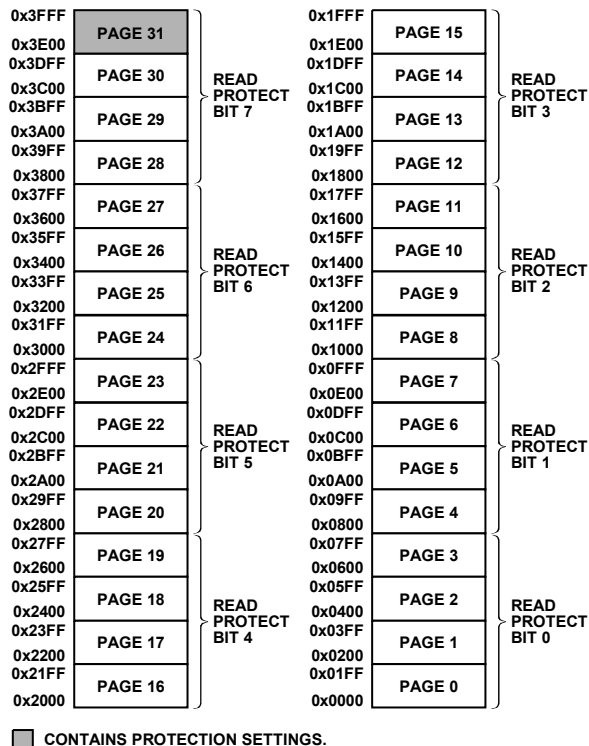 0x3FFF
PAGE 31
0x3E00
0x3DFF
PAGE 30
0x3C00
0x3BFF
PAGE 29
0x3A00
0x39FF
PAGE 28
0x3800
READ
PROTECT
BIT 7
0x37FF
PAGE 27
0x3600
0x35FF
PAGE 26
0x3400
0x33FF
PAGE 25
0x3200
0x31FF
PAGE 24
0x3000
READ
PROTECT
BIT 6
0x2FFF
PAGE 23
0x2E00
0x2DFF
PAGE 22
0x2C00
0x2BFF
PAGE 21
0x2A00
0x29FF
PAGE 20
0x2800
READ
PROTECT
BIT 5
0x27FF
PAGE 19
0x2600
0x25FF
PAGE 18
0x2400
0x23FF
PAGE 17
0x2200
0x21FF
PAGE 16
0x2000
READ
PROTECT
BIT 4
0x1FFF
PAGE 15
0x1E00
0x1DFF
PAGE 14
0x1C00
0x1BFF
PAGE 13
0x1A00
0x19FF
PAGE 12
0x1800
READ
PROTECT
BIT 3
0x17FF
PAGE 11
0x1600
0x15FF
PAGE 10
0x1400
0x13FF
PAGE 9
0x1200
0x11FF
PAGE 8
0x1000
READ
PROTECT
BIT 2
0x0FFF
PAGE 7
0x0E00
0x0DFF
PAGE 6
0x0C00
0x0BFF
PAGE 5
0x0A00
0x09FF
PAGE 4
0x0800
READ
PROTECT
BIT 1
0x07FF
PAGE 3
0x0600
0x05FF
PAGE 2
0x0400
0x03FF
PAGE 1
0x0200
0x01FF
PAGE 0
0x0000
READ
PROTECT
BIT 0
CONTAINS PROTECTION SETTINGS.